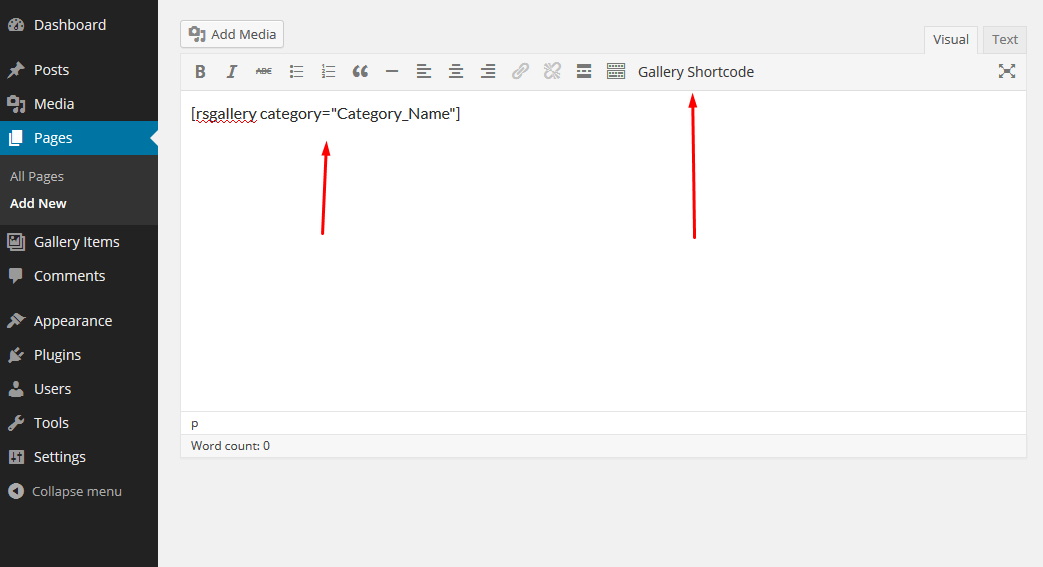 Dashboard
Posts
Media
Pages
All Pages
Add New
Gallery Items
Comments
Appearance
Plugins
Users
Tools
Settings
Collapse menu
Add Media
Visual
Text
B I ABC
Gallery Shortcode
[rsgallery category="Category_Name"]
p
Word count: 0